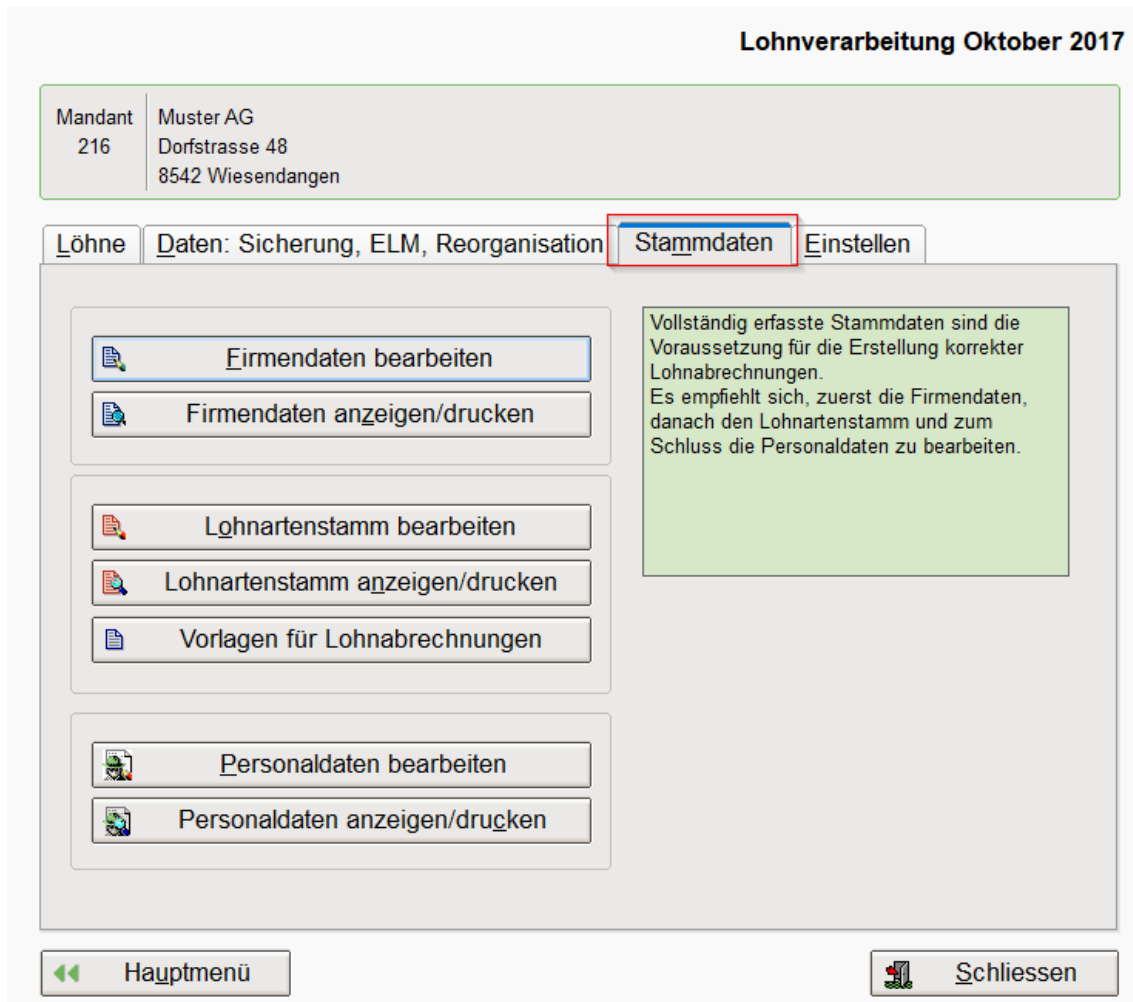 Lohnverarbeitung Oktober 2017
Mandant
216
Muster AG
Dorfstrasse 48
8542 Wiesendangen
Löhne
Daten: Sicherung, ELM, Reorganisation
Stammdaten
Einstellen
Firmendaten bearbeiten
Firmendaten anzeigen/drucken
Lohnartenstamm bearbeiten
Lohnartenstamm anzeigen/drucken
Vorlagen für Lohnabrechnungen
Personaldaten bearbeiten
Personaldaten anzeigen/drucken
Vollständig erfasste Stammdaten sind die
Voraussetzung für die Erstellung korrekter
Lohnabrechnungen.
Es empfiehlt sich, zuerst die Firmendaten,
danach den Lohnartenstamm und zum
Schluss die Personaldaten zu bearbeiten.
Hauptmenü
Schliessen